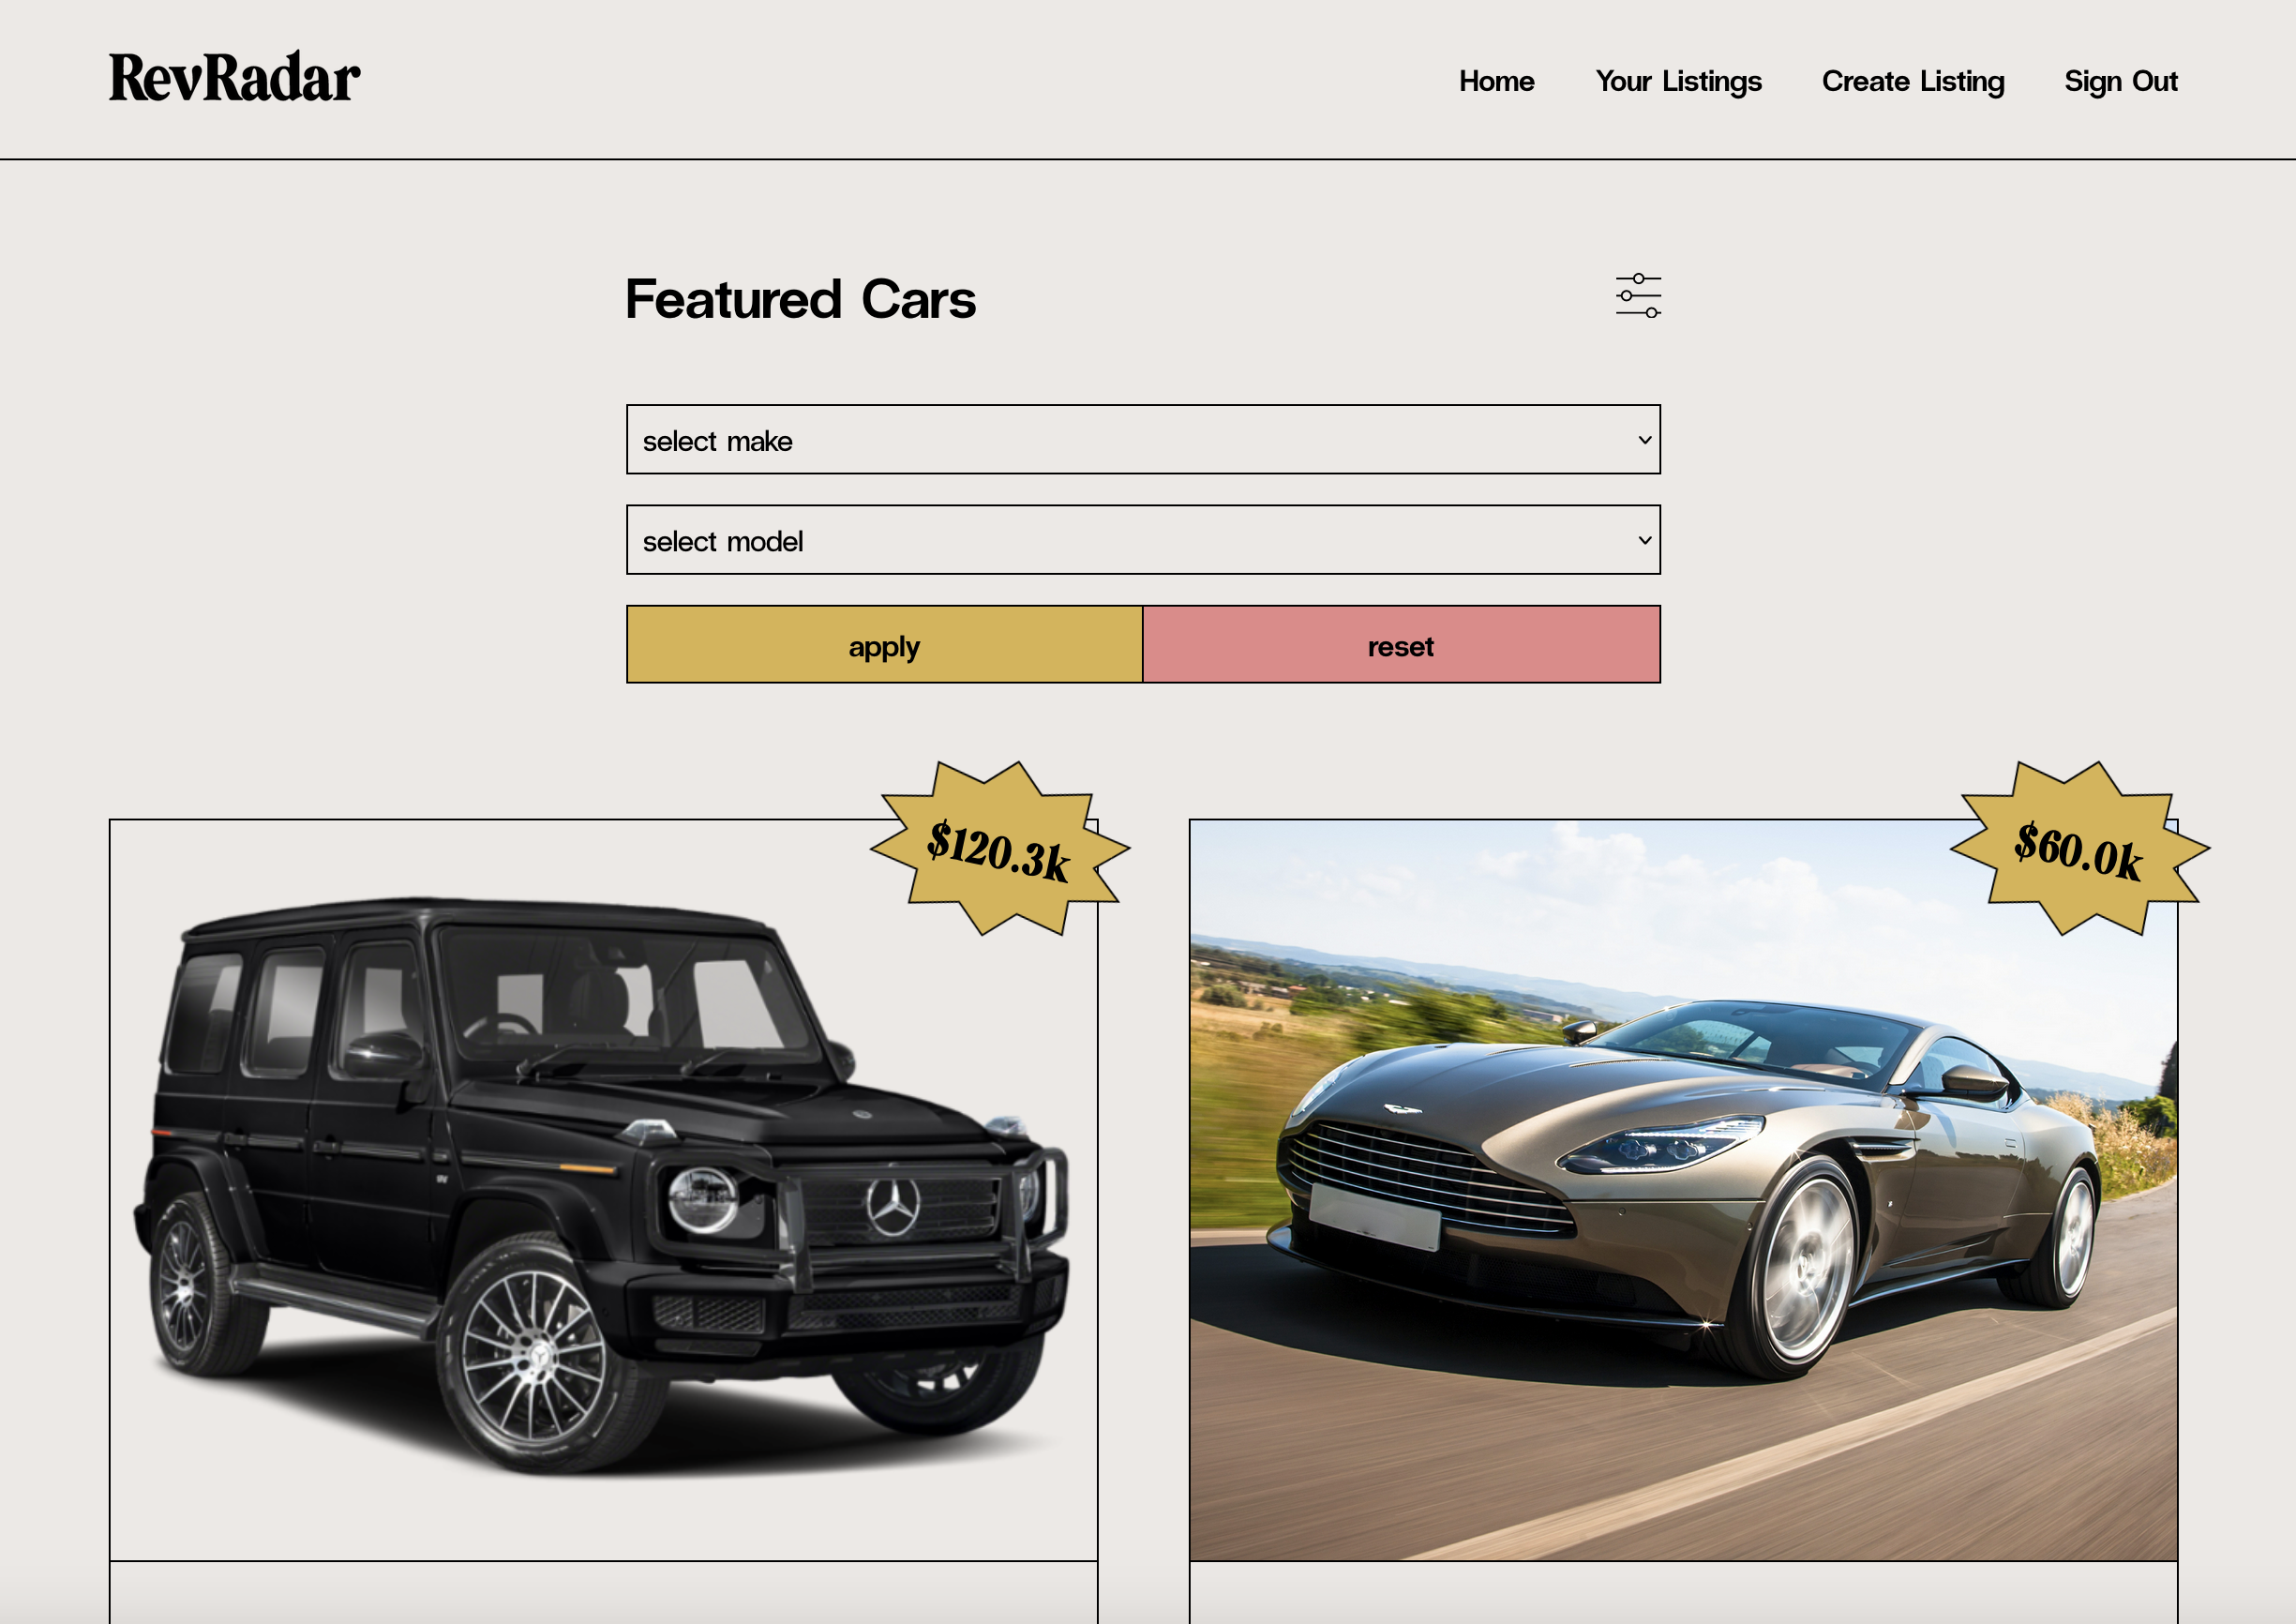 RevRadar
Home Your Listings Create Listing Sign Out
Featured Cars
select make
select model
apply reset
$120.3k
$60.0k